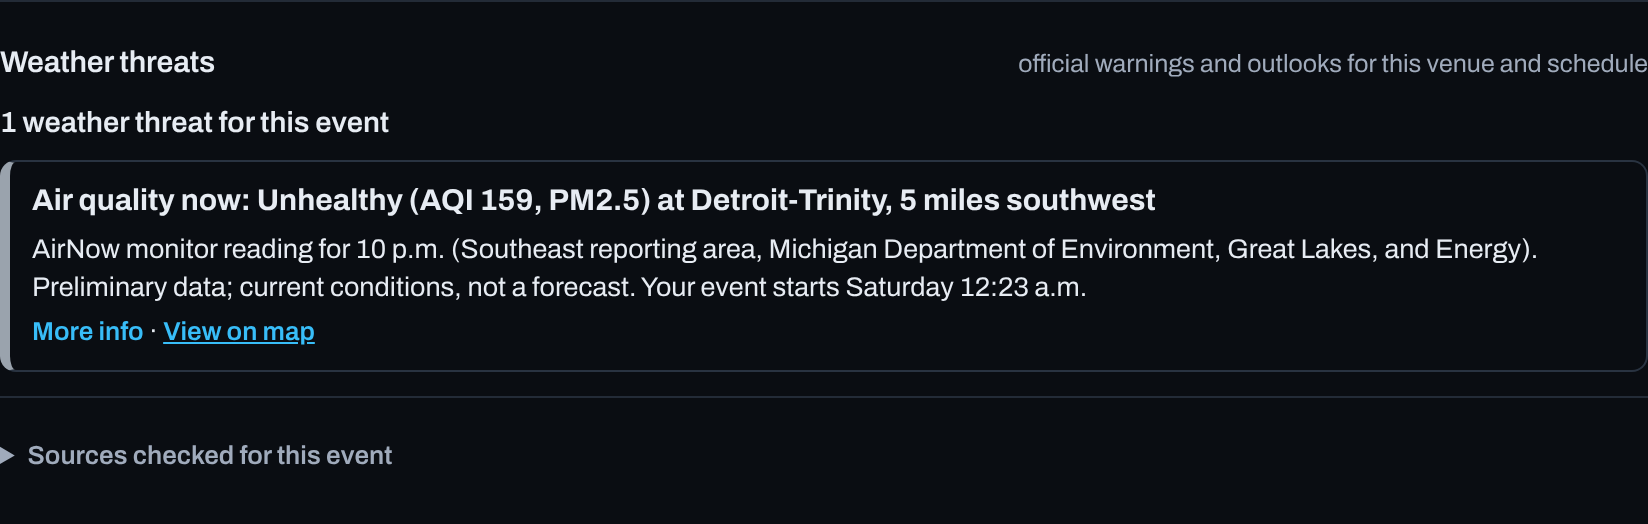 Weather threats
official warnings and outlooks for this venue and schedule
1 weather threat for this event
Air quality now: Unhealthy (AQI 159, PM2.5) at Detroit-Trinity, 5 miles southwest
AirNow monitor reading for 10 p.m. (Southeast reporting area, Michigan Department of Environment, Great Lakes, and Energy).
Preliminary data; current conditions, not a forecast. Your event starts Saturday 12:23 a.m.
More info · View on map
Sources checked for this event